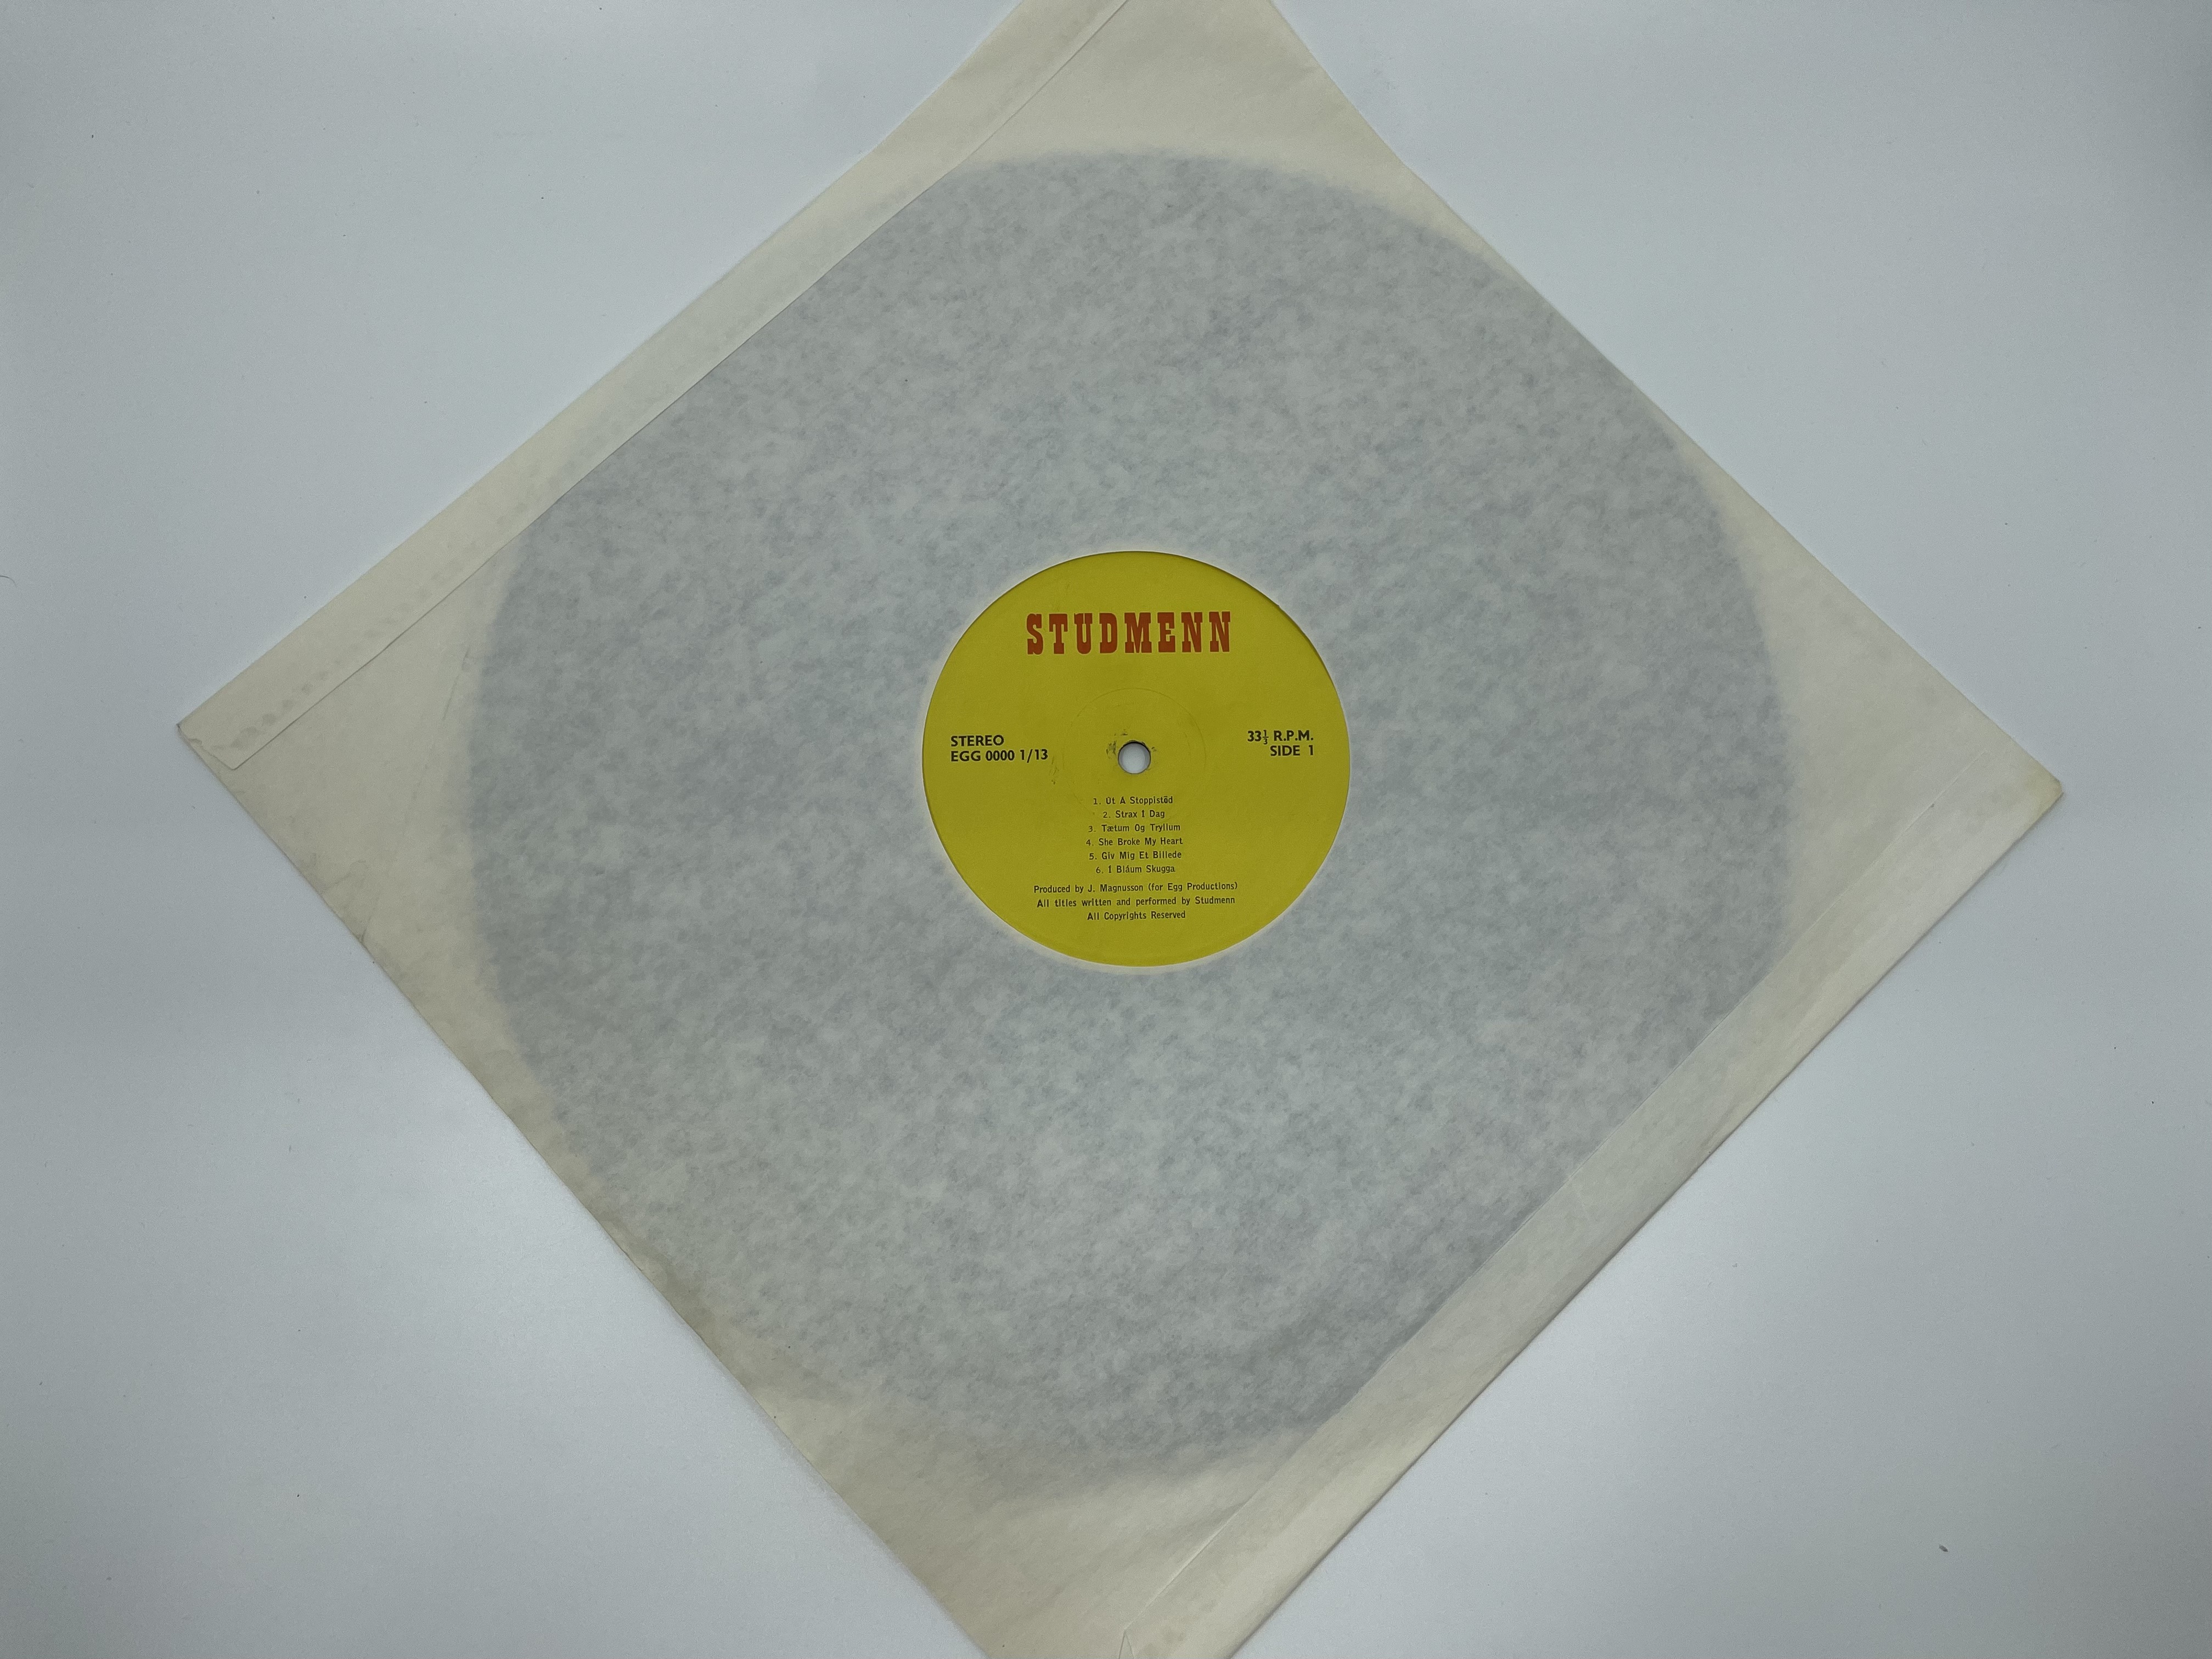 STUDMENN
STEREO
EGG 0000 1/13
33⅓ R.P.M.
SIDE 1
1. Út Á Stoppistöd
2. Strax Í Dag
3. Tætum Og Tryllum
4. She Broke My Heart
5. Giv Mig Et Billede
6. Í Bláum Skugga
Produced by J. Magnusson (for Egg Productions)
All titles written and performed by Studmenn
All Copyrights Reserved